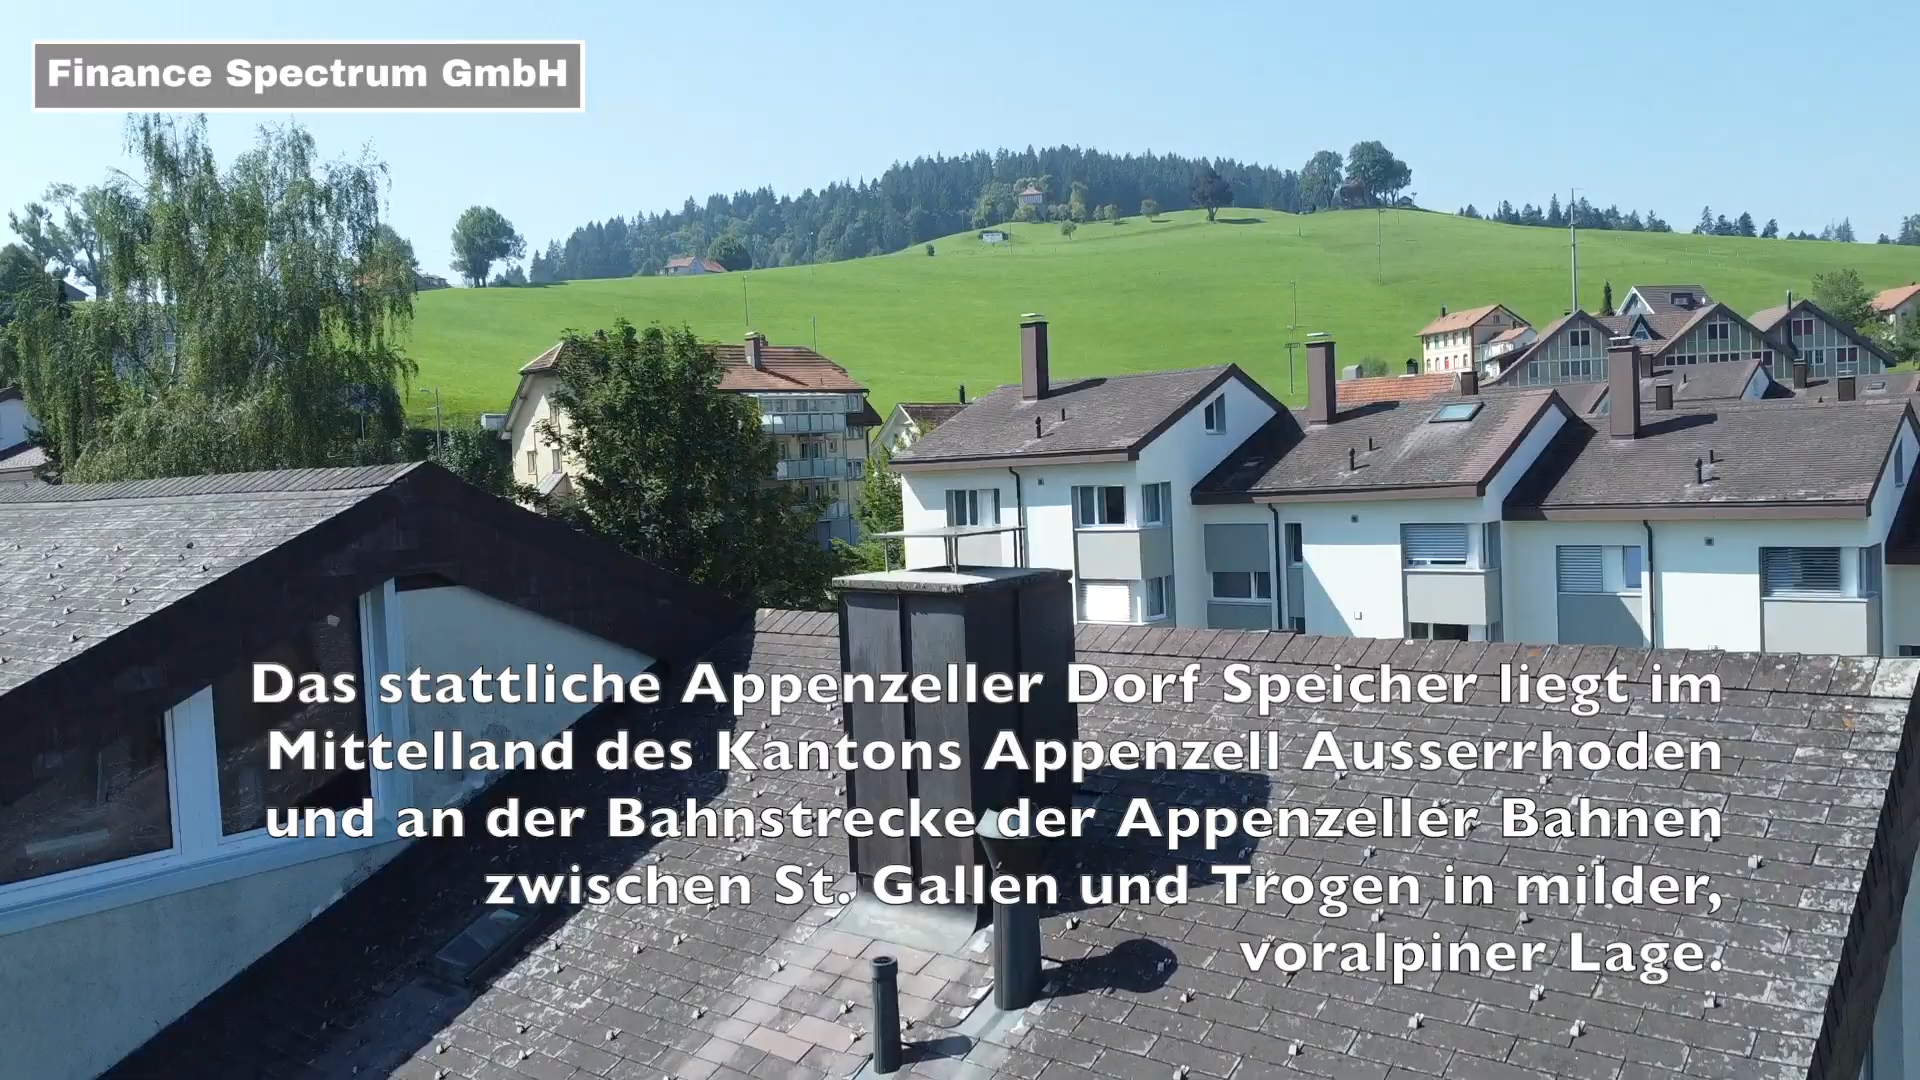 Finance Spectrum GmbH
Das stattliche Appenzeller Dorf Speicher liegt im
Mittelland des Kantons Appenzell Ausserrhoden
und an der Bahnstrecke der Appenzeller Bahnen
zwischen St. Gallen und Trogen in milder,
voralpiner Lage.